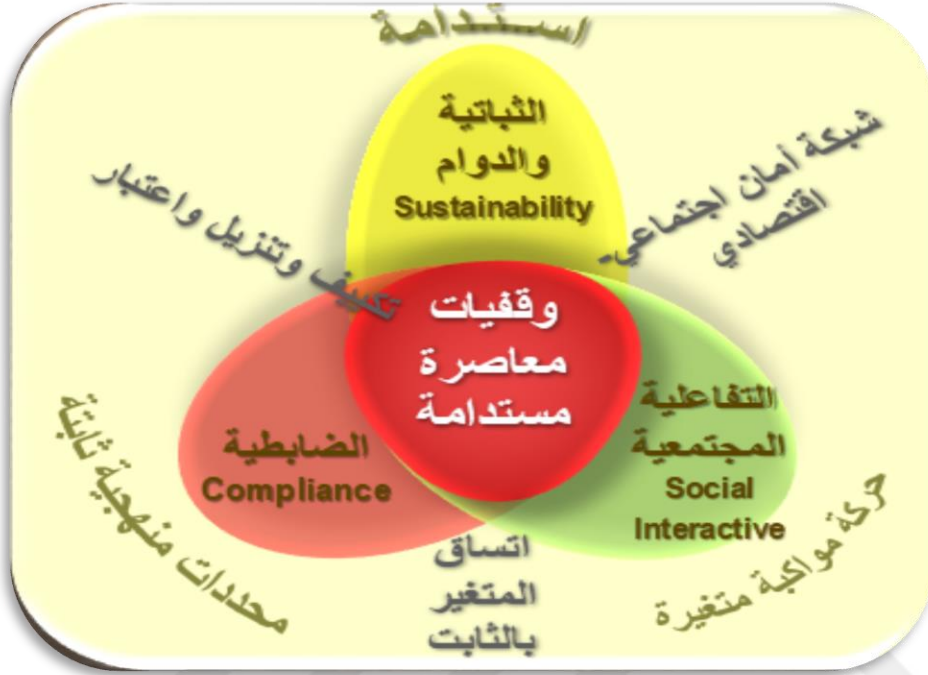 استدامة
الثباتية
والدوام
Sustainability
شبكة أمان اجتماعي-
اقتصادي
تكييف وتنزيل واعتبار
وقفيات
معاصرة
مستدامة
التفاعلية
المجتمعية
Social
Interactive
الضابطية
Compliance
حركة مواكبة متغيرة
محددات منهجية ثابتة
اتساق
المتغير
بالثابت